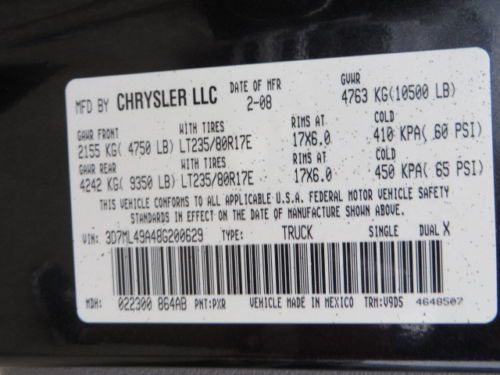 MFD BY CHRYSLER LLC DATE OF MFR 2-08 GVWR 4763 KG(10500 LB)
GAWR FRONT WITH TIRES RIMS AT COLD
2155 KG( 4750 LB) LT235/80R17E 17X6.0 410 KPA( 60 PSI)
GAWR REAR WITH TIRES RIMS AT COLD
4242 KG( 9350 LB) LT235/80R17E 17X6.0 450 KPA( 65 PSI)
THIS VEHICLE CONFORMS TO ALL U.S.A. FEDERAL MOTOR VEHICLE SAFETY
STANDARDS IN EFFECT ON THE DATE OF MANUFACTURE SHOWN ABOVE
VIN: 3D7ML49A48G200629 TYPE: TRUCK SINGLE DUAL X
MDH: 022300 864AB PNT:PXR VEHICLE MADE IN MEXICO TRM:V9D5 4648507